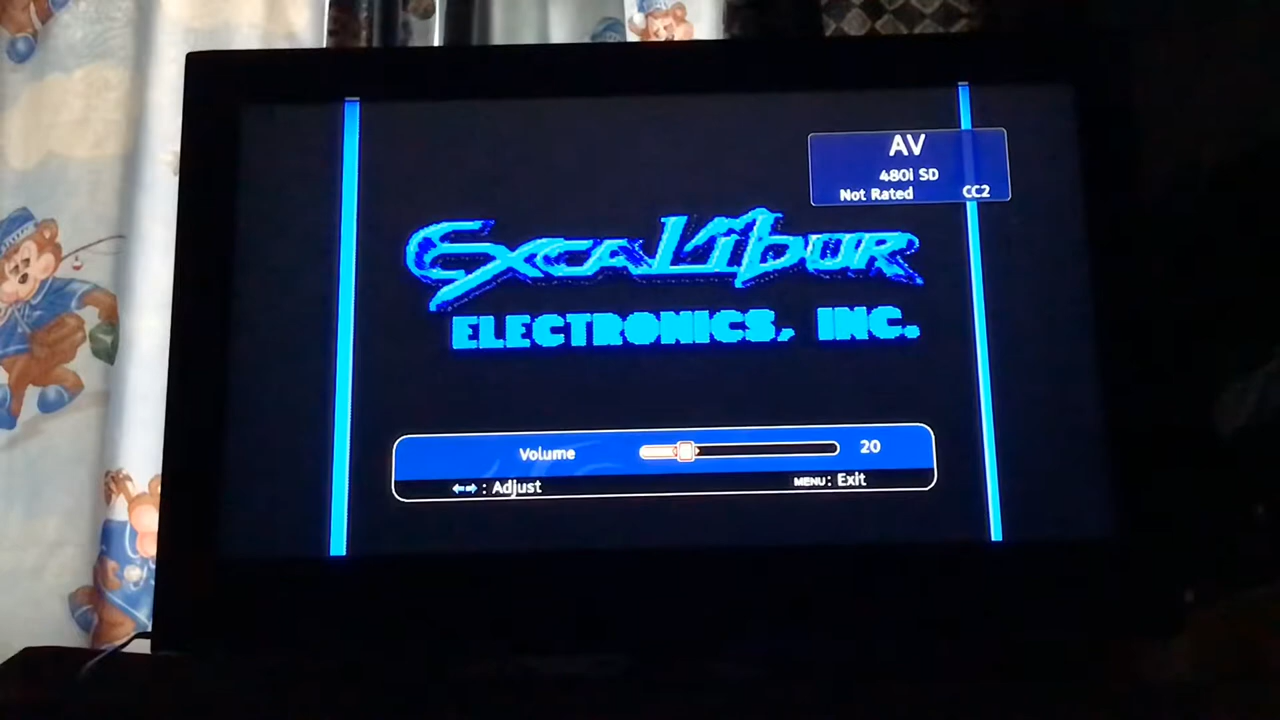 AV
480i SD
Not Rated CC2
Excalibur
ELECTRONICS, INC.
Volume 20
: Adjust MENU: Exit